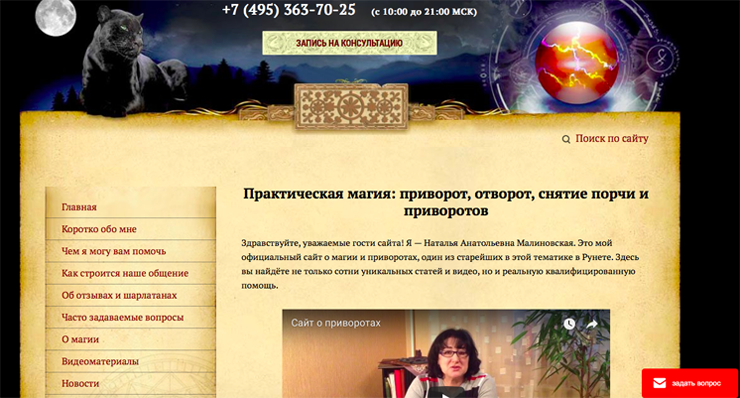 +7 (495) 363-70-25 (с 10:00 до 21:00 МСК)
ЗАПИСЬ НА КОНСУЛЬТАЦИЮ
Поиск по сайту
Главная
Коротко обо мне
Чем я могу вам помочь
Как строится наше общение
Об отзывах и шарлатанах
Часто задаваемые вопросы
О магии
Видеоматериалы
Новости
Практическая магия: приворот, отворот, снятие порчи и
приворотов
Здравствуйте, уважаемые гости сайта! Я — Наталья Анатольевна Малиновская. Это мой
официальный сайт о магии и приворотах, один из старейших в этой тематике в Рунете. Здесь
вы найдёте не только сотни уникальных статей и видео, но и реальную квалифицированную
помощь.
Сайт о приворотах
задать вопрос